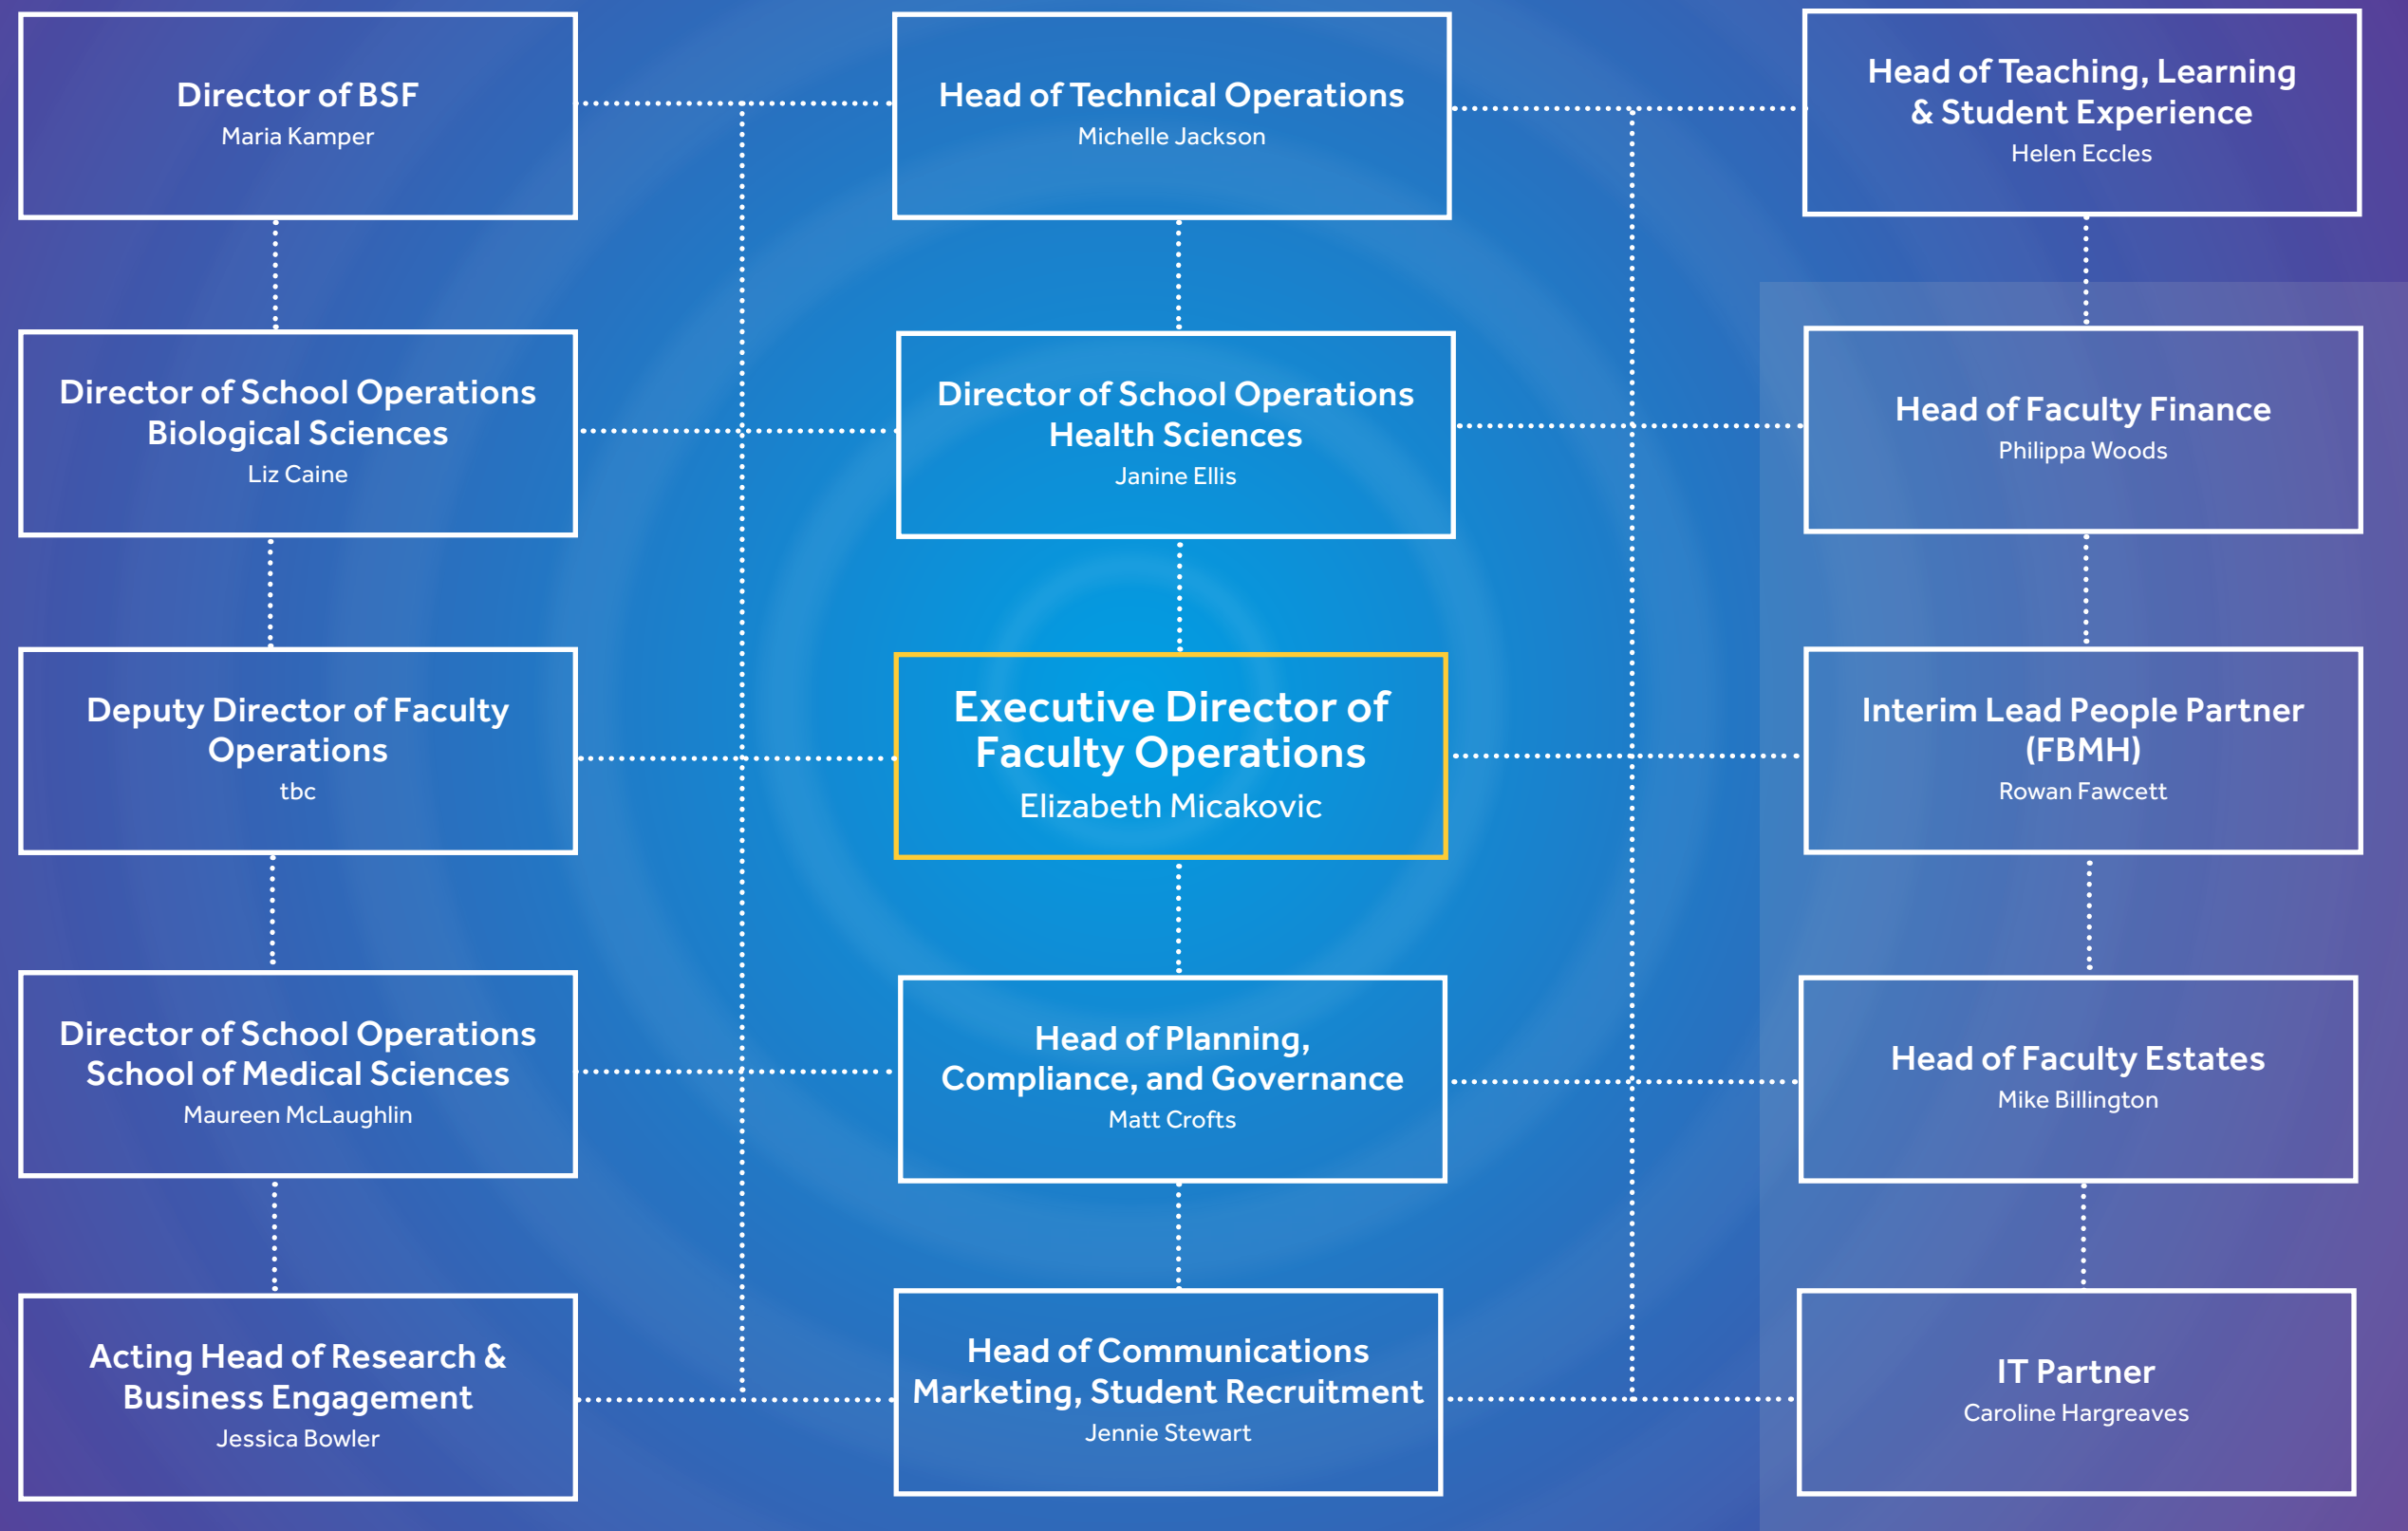 Director of BSF
Maria Kamper
Head of Technical Operations
Michelle Jackson
Head of Teaching, Learning
& Student Experience
Helen Eccles
Director of School Operations
Biological Sciences
Liz Caine
Director of School Operations
Health Sciences
Janine Ellis
Head of Faculty Finance
Philippa Woods
Deputy Director of Faculty
Operations
tbc
Executive Director of
Faculty Operations
Elizabeth Micakovic
Interim Lead People Partner
(FBMH)
Rowan Fawcett
Director of School Operations
School of Medical Sciences
Maureen McLaughlin
Head of Planning,
Compliance, and Governance
Matt Crofts
Head of Faculty Estates
Mike Billington
Acting Head of Research &
Business Engagement
Jessica Bowler
Head of Communications
Marketing, Student Recruitment
Jennie Stewart
IT Partner
Caroline Hargreaves